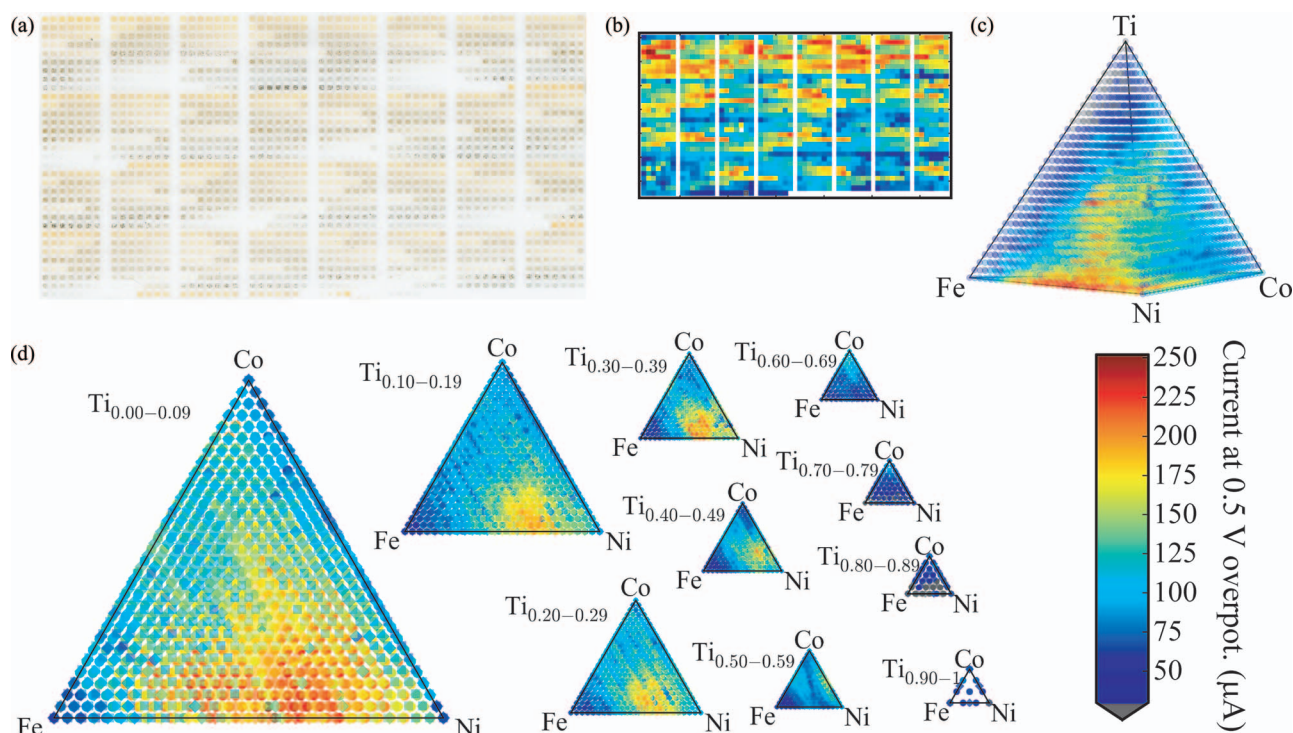 (a)
(b)
(c)
Ti
Fe
Ni
Co
(d)
Co
Ti0.00−0.09
Fe
Ni
Co
Ti0.10−0.19
Fe
Ni
Co
Ti0.30−0.39
Fe
Ni
Co
Ti0.60−0.69
Fe
Ni
Co
Ti0.70−0.79
Fe
Ni
Co
Ti0.40−0.49
Fe
Ni
Co
Ti0.80−0.89
Fe
Ni
Co
Ti0.20−0.29
Fe
Ni
Co
Ti0.50−0.59
Fe
Ni
Co
Ti0.90−1
Fe
Ni
250
225
200
175
150
125
100
75
50
Current at 0.5 V overpot. (μA)